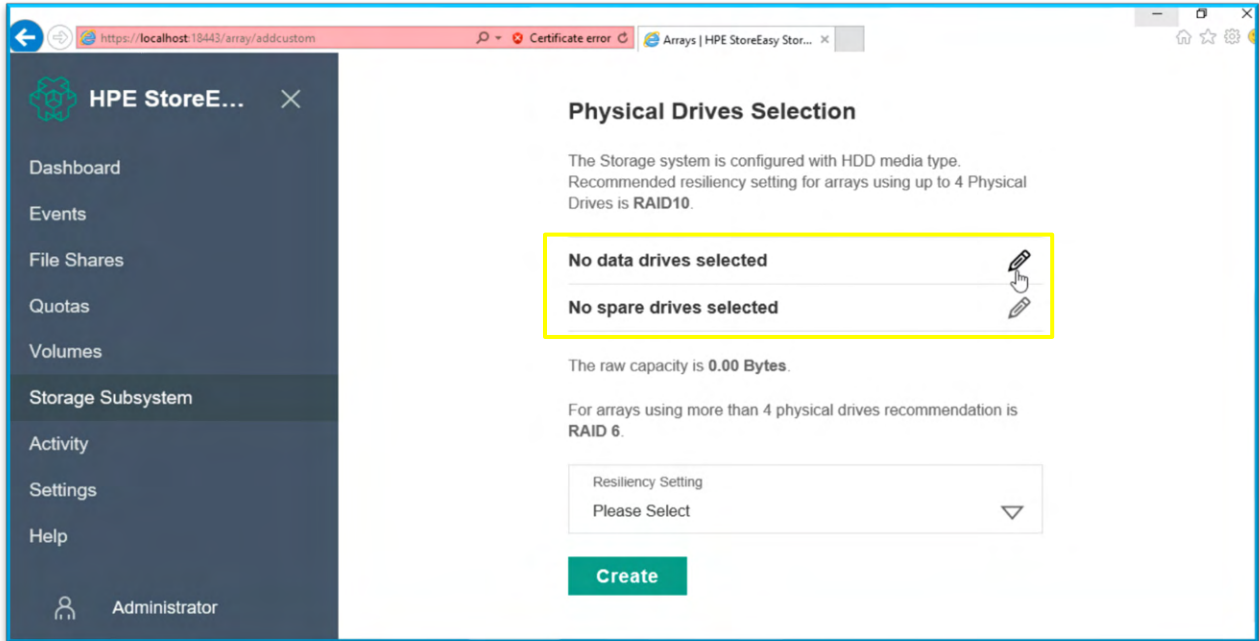 https://localhost:18443/array/addcustom
Certificate error
Arrays | HPE StoreEasy Stor...
HPE StoreE...
Dashboard
Events
File Shares
Quotas
Volumes
Storage Subsystem
Activity
Settings
Help
Administrator
Physical Drives Selection
The Storage system is configured with HDD media type.
Recommended resiliency setting for arrays using up to 4 Physical
Drives is RAID10.
No data drives selected
No spare drives selected
The raw capacity is 0.00 Bytes.
For arrays using more than 4 physical drives recommendation is
RAID 6.
Resiliency Setting
Please Select
Create